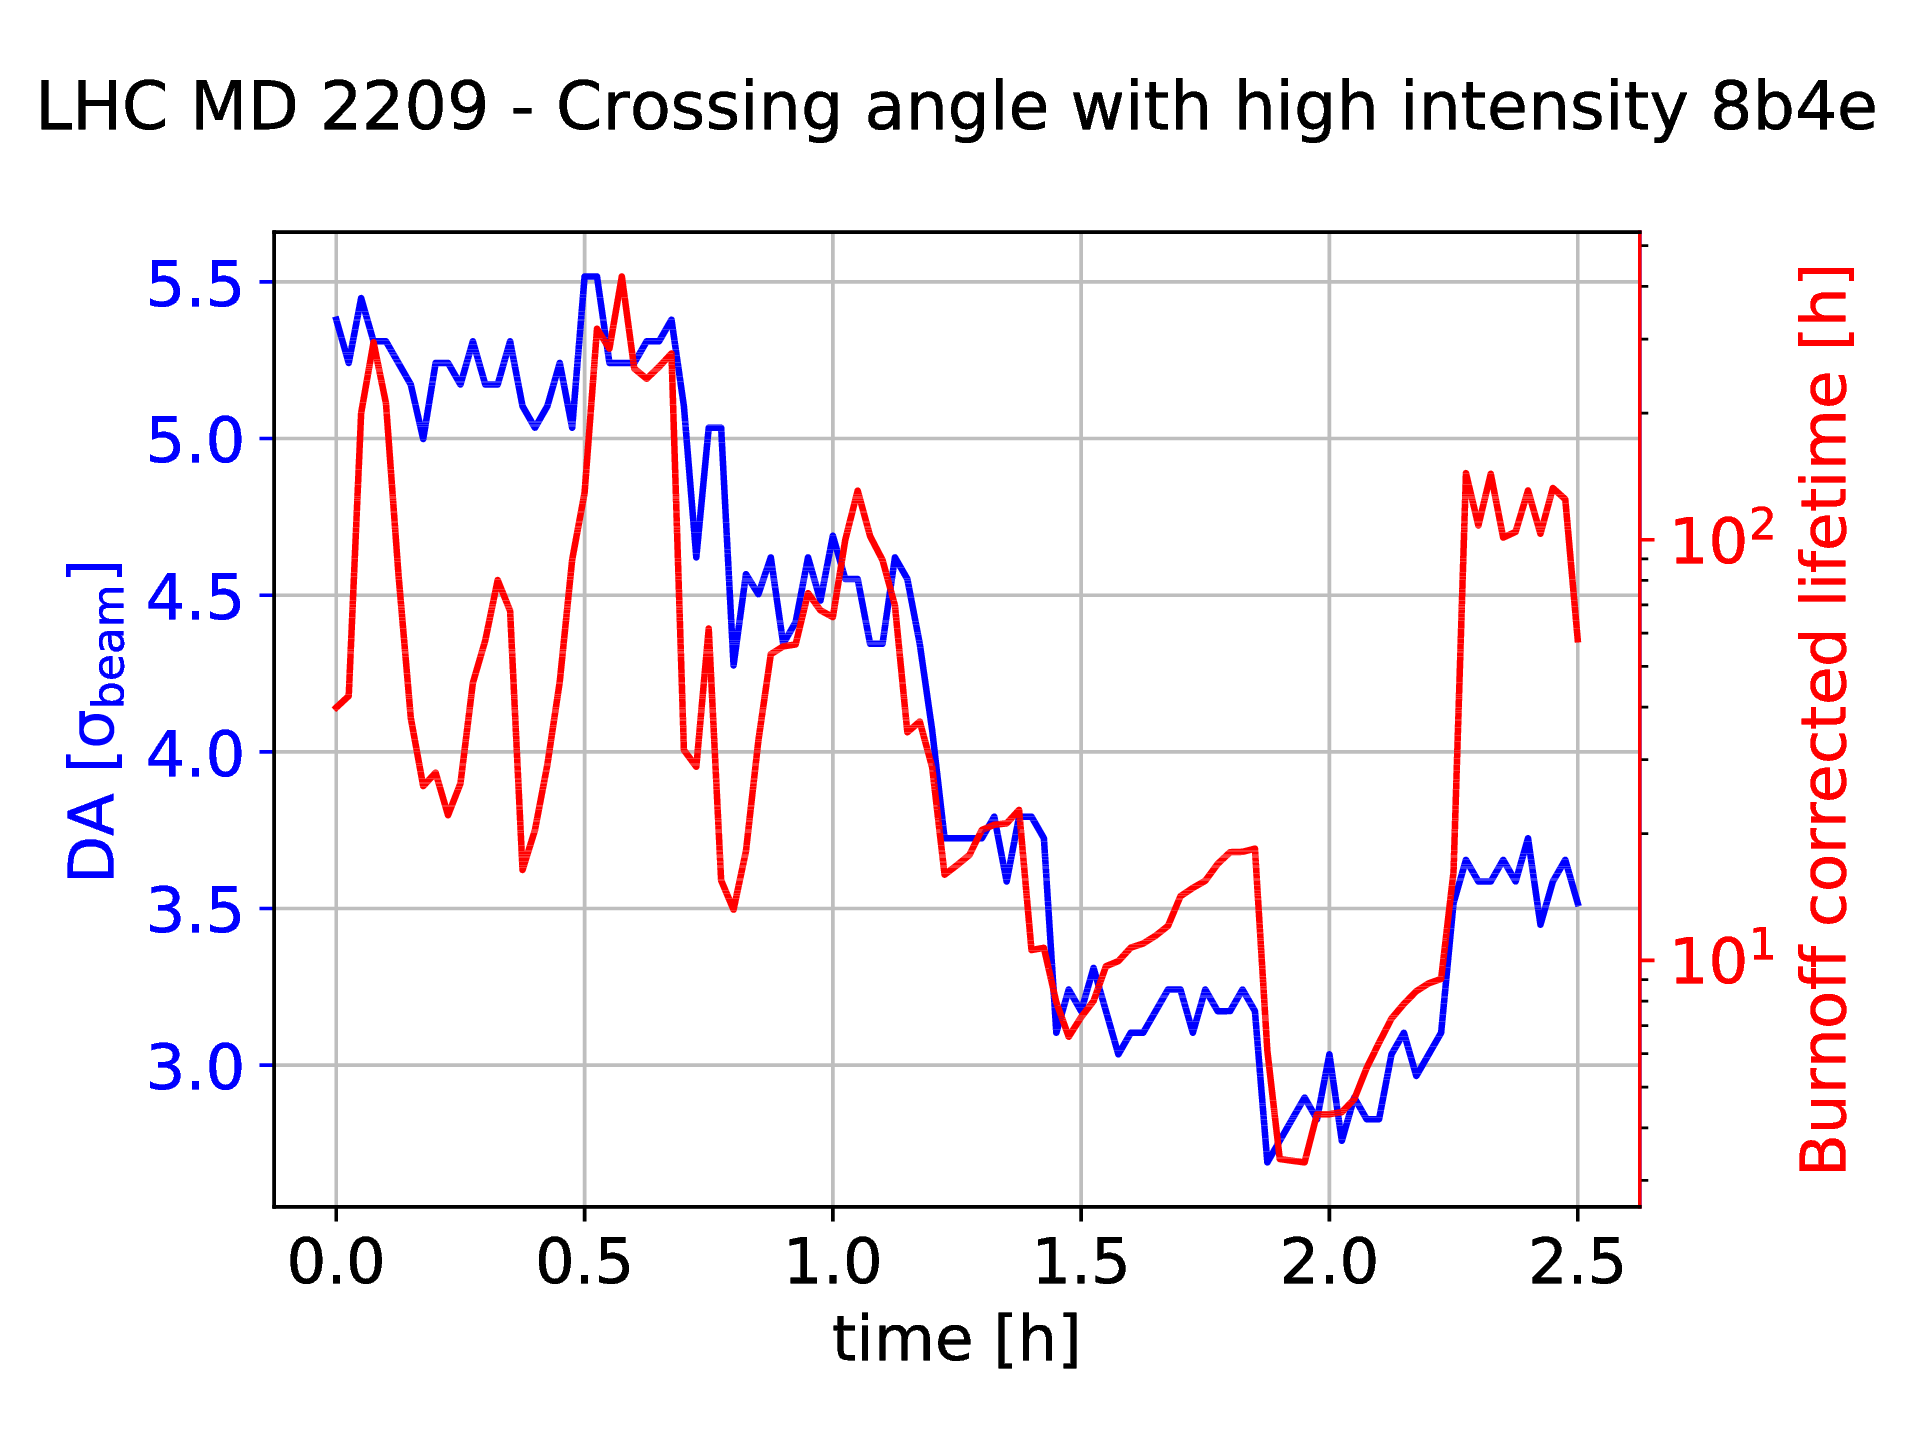 LHC MD 2209 - Crossing angle with high intensity 8b4e
DA [σ_beam]
5.5
5.0
4.5
4.0
3.5
3.0
10²
10¹
Burnoff corrected lifetime [h]
0.0 0.5 1.0 1.5 2.0 2.5
time [h]